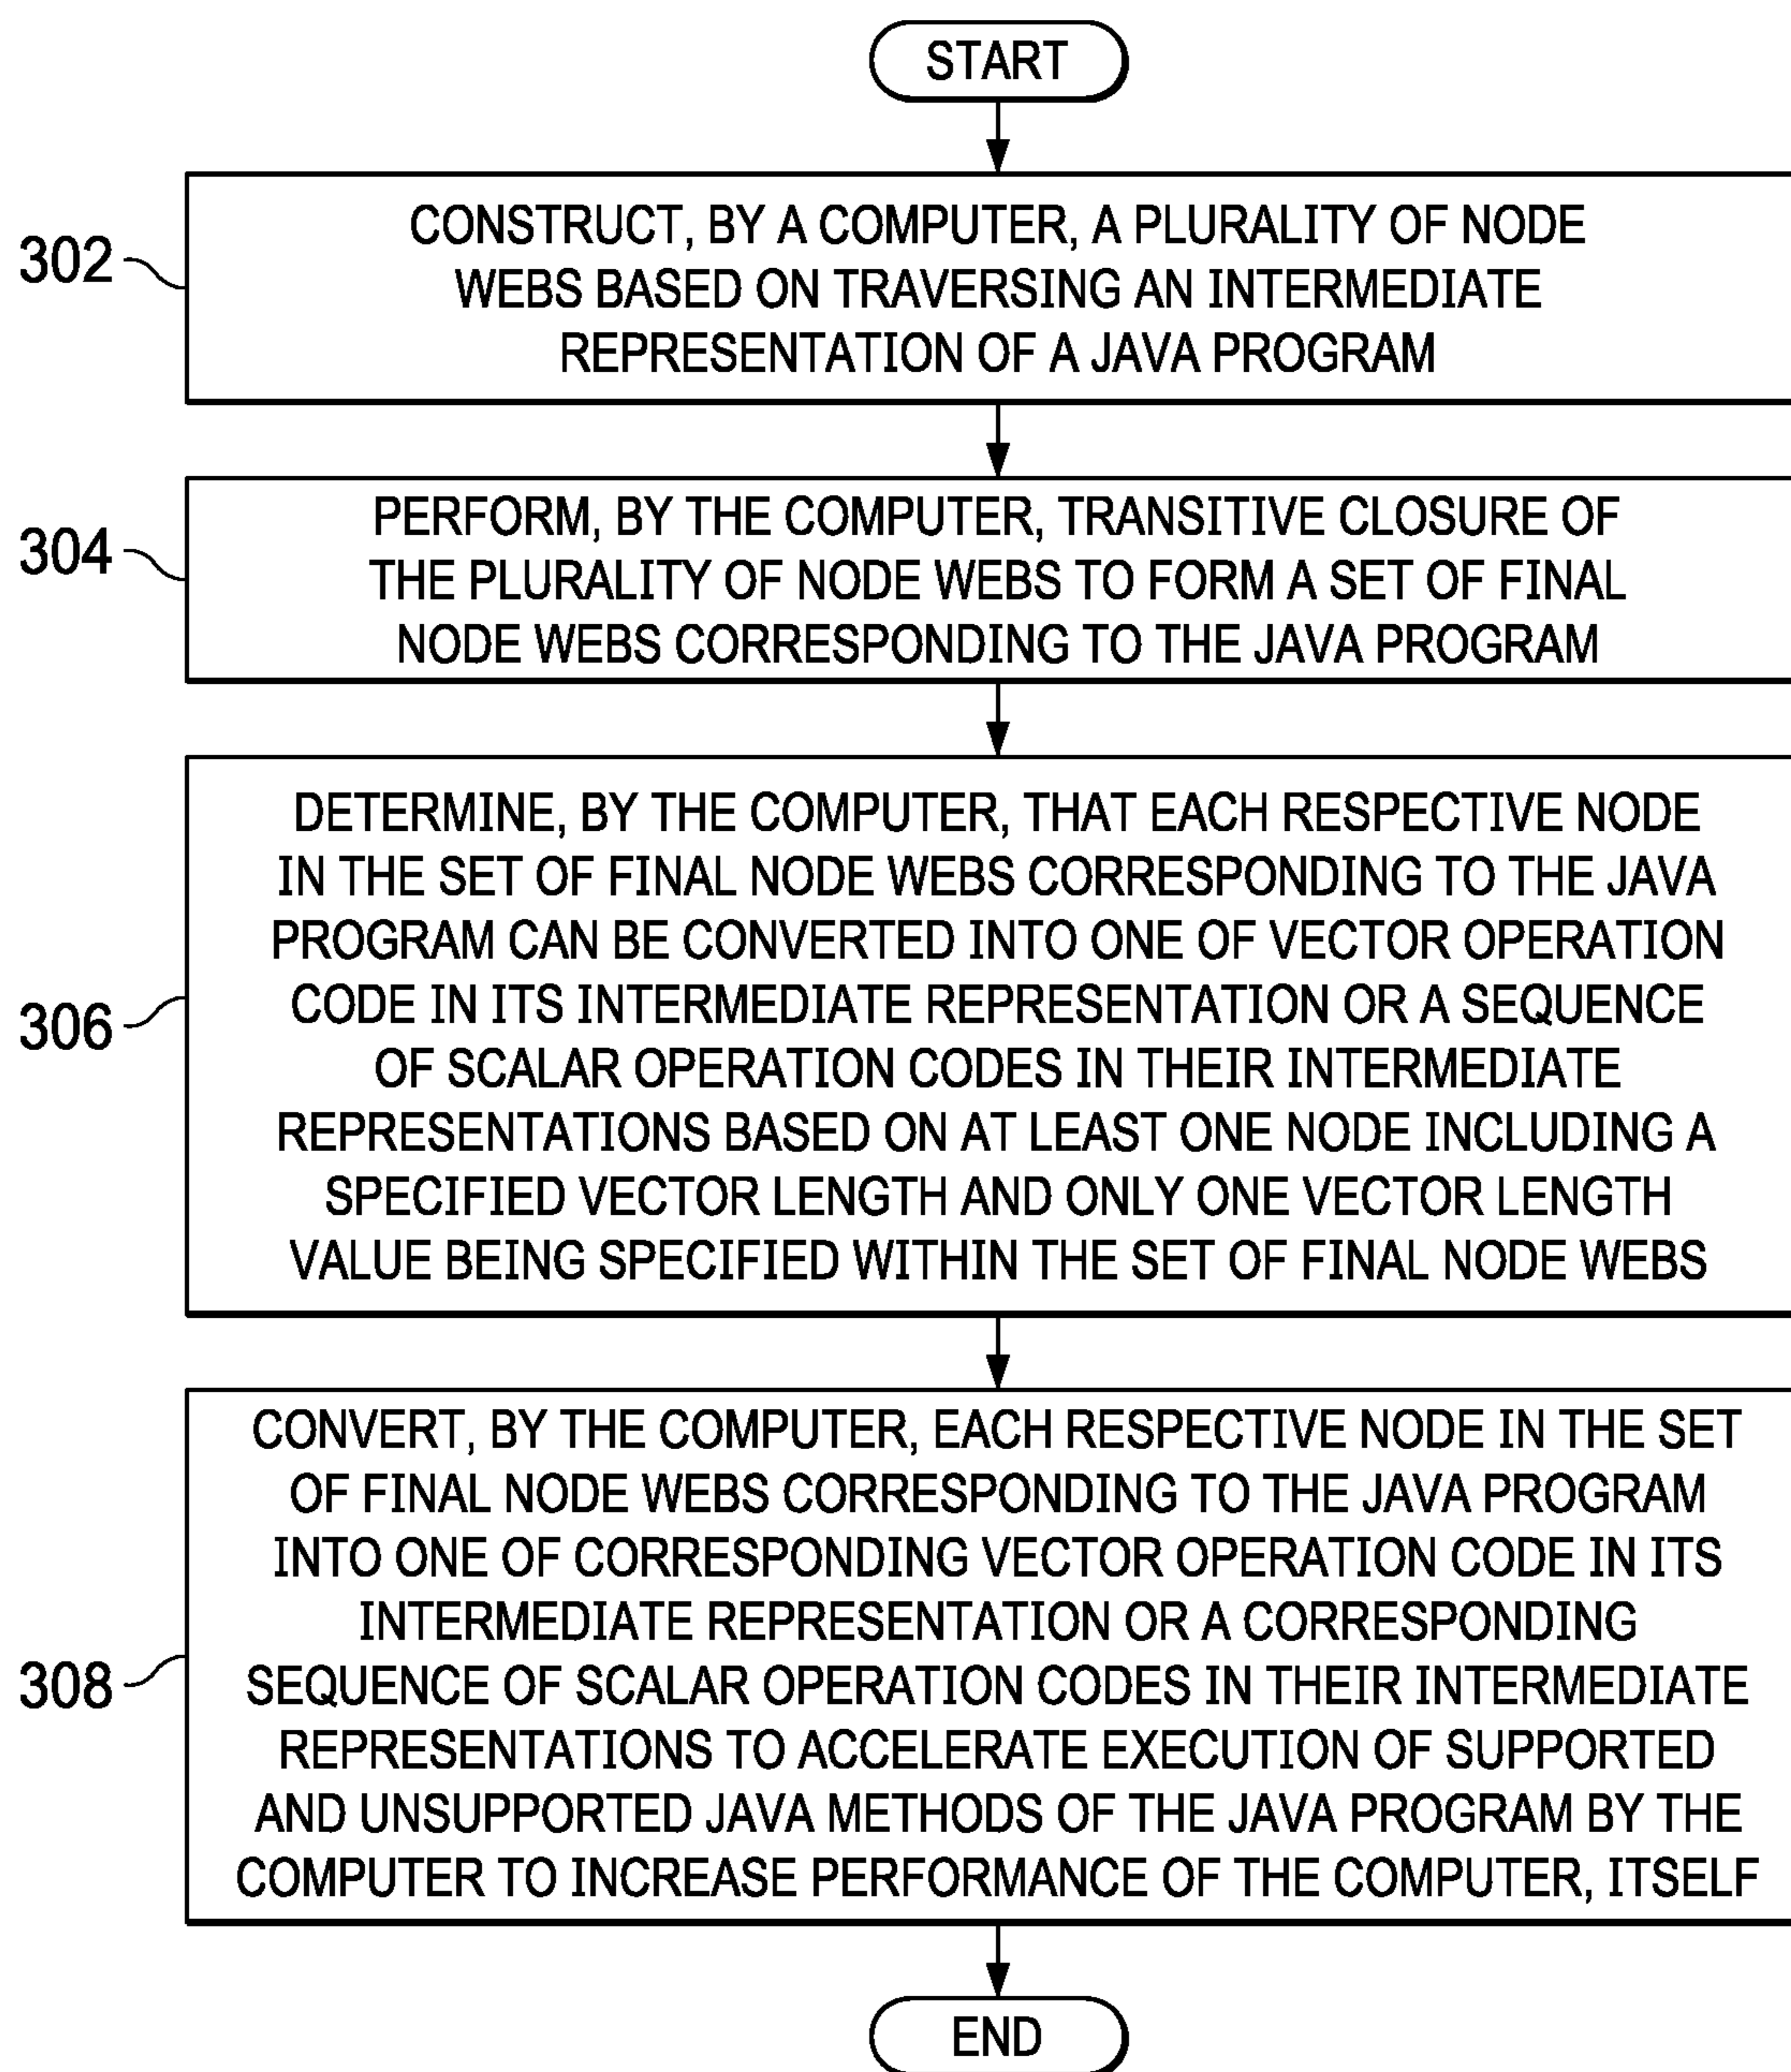 START
302
CONSTRUCT, BY A COMPUTER, A PLURALITY OF NODE
WEBS BASED ON TRAVERSING AN INTERMEDIATE
REPRESENTATION OF A JAVA PROGRAM
304
PERFORM, BY THE COMPUTER, TRANSITIVE CLOSURE OF
THE PLURALITY OF NODE WEBS TO FORM A SET OF FINAL
NODE WEBS CORRESPONDING TO THE JAVA PROGRAM
306
DETERMINE, BY THE COMPUTER, THAT EACH RESPECTIVE NODE
IN THE SET OF FINAL NODE WEBS CORRESPONDING TO THE JAVA
PROGRAM CAN BE CONVERTED INTO ONE OF VECTOR OPERATION
CODE IN ITS INTERMEDIATE REPRESENTATION OR A SEQUENCE
OF SCALAR OPERATION CODES IN THEIR INTERMEDIATE
REPRESENTATIONS BASED ON AT LEAST ONE NODE INCLUDING A
SPECIFIED VECTOR LENGTH AND ONLY ONE VECTOR LENGTH
VALUE BEING SPECIFIED WITHIN THE SET OF FINAL NODE WEBS
308
CONVERT, BY THE COMPUTER, EACH RESPECTIVE NODE IN THE SET
OF FINAL NODE WEBS CORRESPONDING TO THE JAVA PROGRAM
INTO ONE OF CORRESPONDING VECTOR OPERATION CODE IN ITS
INTERMEDIATE REPRESENTATION OR A CORRESPONDING
SEQUENCE OF SCALAR OPERATION CODES IN THEIR INTERMEDIATE
REPRESENTATIONS TO ACCELERATE EXECUTION OF SUPPORTED
AND UNSUPPORTED JAVA METHODS OF THE JAVA PROGRAM BY THE
COMPUTER TO INCREASE PERFORMANCE OF THE COMPUTER, ITSELF
END